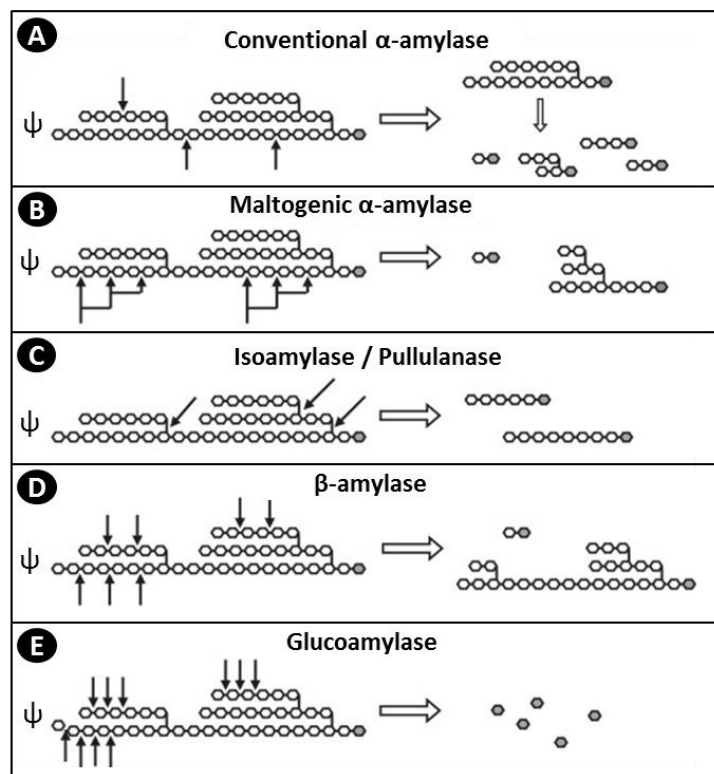 A
Conventional α-amylase
ψ
B
Maltogenic α-amylase
ψ
C
Isoamylase / Pullulanase
ψ
D
β-amylase
ψ
E
Glucoamylase
ψ